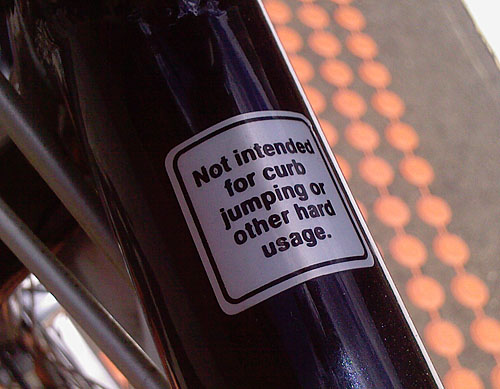 Not intended
for curb
jumping or
other hard
usage.